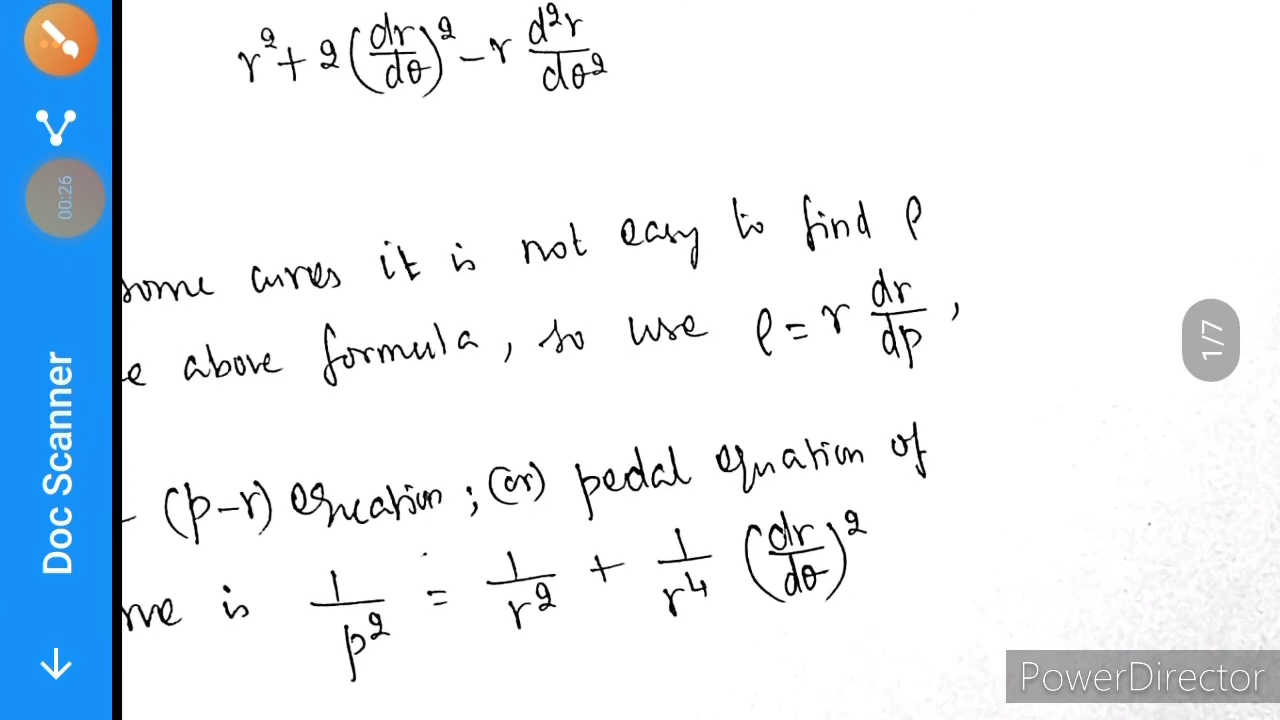 r² + 2 (dr/dθ)² - r d²r/dθ²
some curves it is not easy to find ρ
e above formula, so use ρ = r dr/dp,
- (p-r) equation; (or) pedal equation of
rve is 1/p² = 1/r² + 1/r⁴ (dr/dθ)²
00:26
Doc Scanner
1/7
PowerDirector